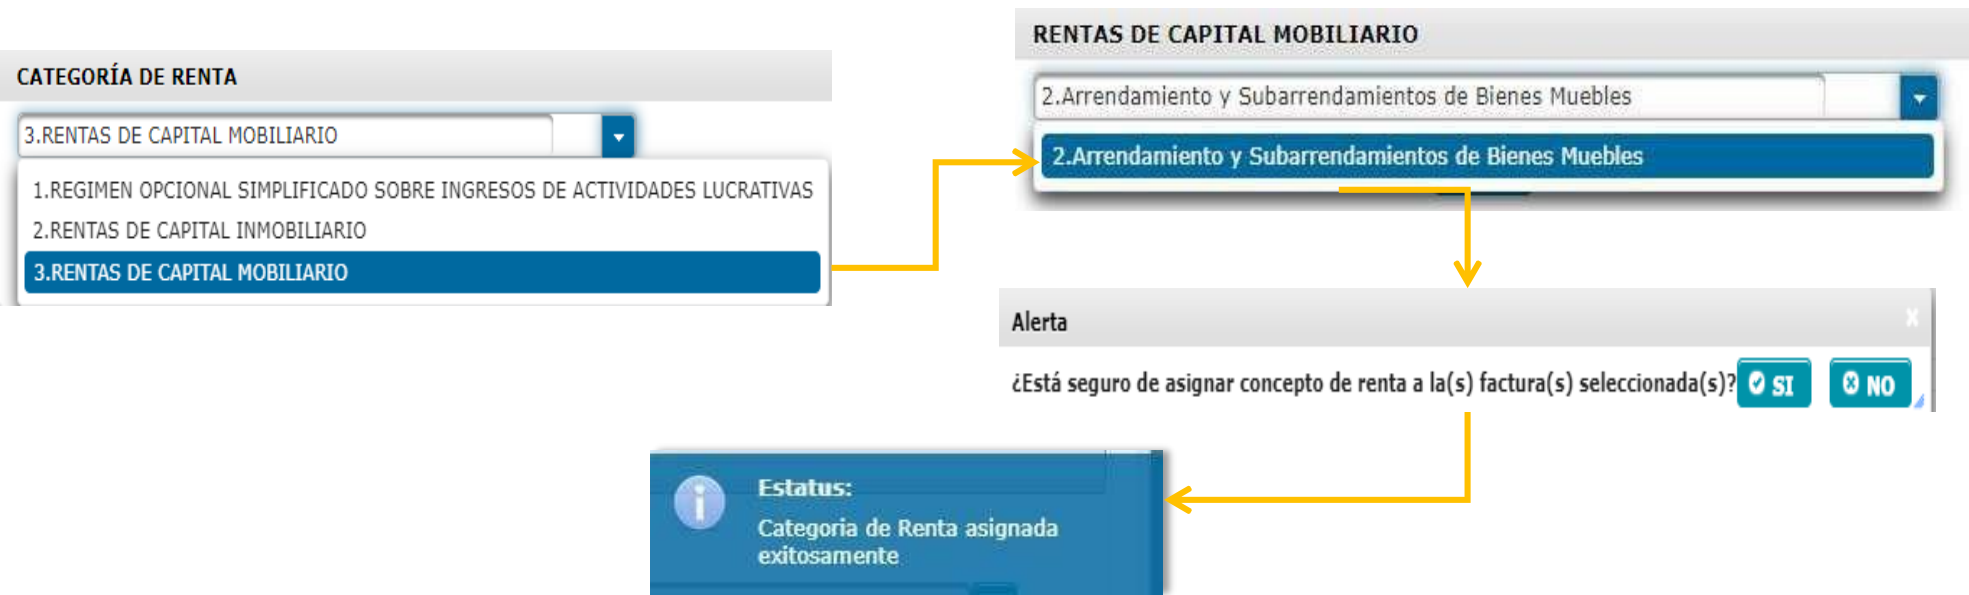 CATEGORÍA DE RENTA
3.RENTAS DE CAPITAL MOBILIARIO
1.REGIMEN OPCIONAL SIMPLIFICADO SOBRE INGRESOS DE ACTIVIDADES LUCRATIVAS
2.RENTAS DE CAPITAL INMOBILIARIO
3.RENTAS DE CAPITAL MOBILIARIO
RENTAS DE CAPITAL MOBILIARIO
2.Arrendamiento y Subarrendamientos de Bienes Muebles
2.Arrendamiento y Subarrendamientos de Bienes Muebles
Alerta
¿Está seguro de asignar concepto de renta a la(s) factura(s) seleccionada(s)? SI NO
Estatus:
Categoria de Renta asignada
exitosamente